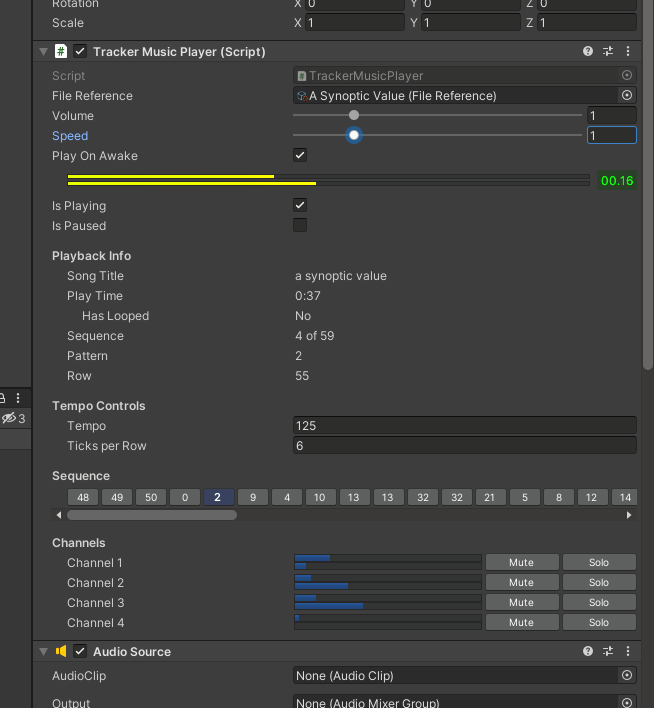 Rotation X 0 Y 0 Z 0
Scale X 1 Y 1 Z 1
# Tracker Music Player (Script)
Script # TrackerMusicPlayer
File Reference A Synoptic Value (File Reference)
Volume 1
Speed 1
Play On Awake
00.16
Is Playing
Is Paused
Playback Info
Song Title a synoptic value
Play Time 0:37
Has Looped No
Sequence 4 of 59
Pattern 2
Row 55
3
Tempo Controls
Tempo 125
Ticks per Row 6
Sequence
48 49 50 0 2 9 4 10 13 13 32 32 21 5 8 12 14
Channels
Channel 1 Mute Solo
Channel 2 Mute Solo
Channel 3 Mute Solo
Channel 4 Mute Solo
Audio Source
AudioClip None (Audio Clip)
Output None (Audio Mixer Group)